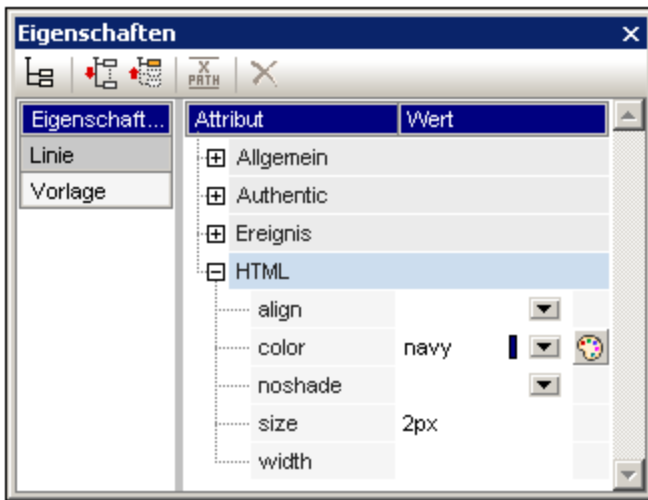 Eigenschaften
X PATH
Eigenschaft... Attribut Wert
Linie Allgemein
Vorlage Authentic
Ereignis
HTML
align
color navy
noshade
size 2px
width